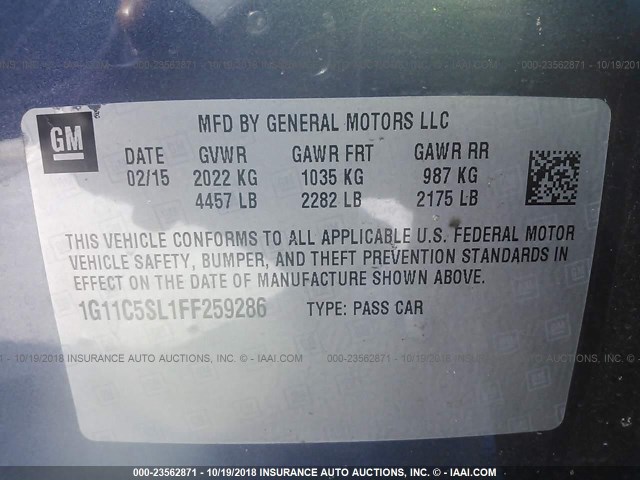 GM
MFD BY GENERAL MOTORS LLC
DATE GVWR GAWR FRT GAWR RR
02/15 2022 KG 1035 KG 987 KG
4457 LB 2282 LB 2175 LB
THIS VEHICLE CONFORMS TO ALL APPLICABLE U.S. FEDERAL MOTOR
VEHICLE SAFETY, BUMPER, AND THEFT PREVENTION STANDARDS IN
EFFECT ON THE DATE OF MANUFACTURE SHOWN ABOVE.
1G11C5SL1FF259286 TYPE: PASS CAR
000-23562871 - 10/19/2018 INSURANCE AUTO AUCTIONS, INC. - ©IAAI.COM